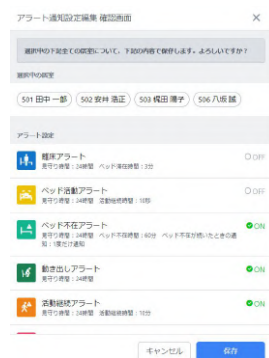 アラート通知設定編集 確認画面
選択中の下記全ての居室について、下記の内容で保存します。よろしいですか？
選択中の居室
501 田中 一郎 502 安井 浩正 503 梶田 陽子 506 八坂 誠
アラート設定
離床アラート OFF
見守り時間：24時間 ベッド滞在時間：3分
ベッド活動アラート OFF
見守り時間：24時間 活動継続時間：10秒
ベッド不在アラート ON
見守り時間：24時間 ベッド不在時間：60分 ベッド不在が続いたときの通
知：1度だけ通知
動き出しアラート ON
見守り時間：24時間
活動継続アラート ON
見守り時間：24時間 活動継続時間：10分
キャンセル 保存